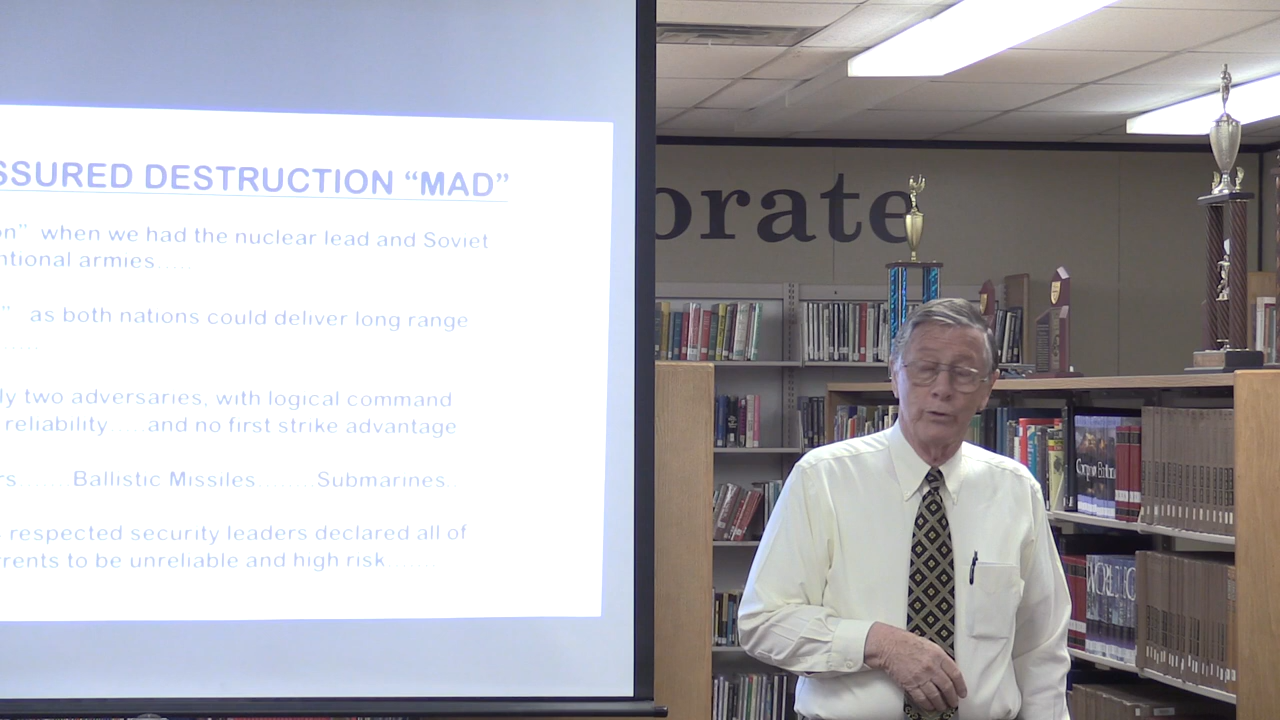 SSURED DESTRUCTION “MAD”
on” when we had the nuclear lead and Soviet
ntional armies.....
” as both nations could deliver long range
......
ly two adversaries, with logical command
reliability.....and no first strike advantage
rs ......Ballistic Missiles........Submarines..
respected security leaders declared all of
rrents to be unreliable and high risk.......
orate